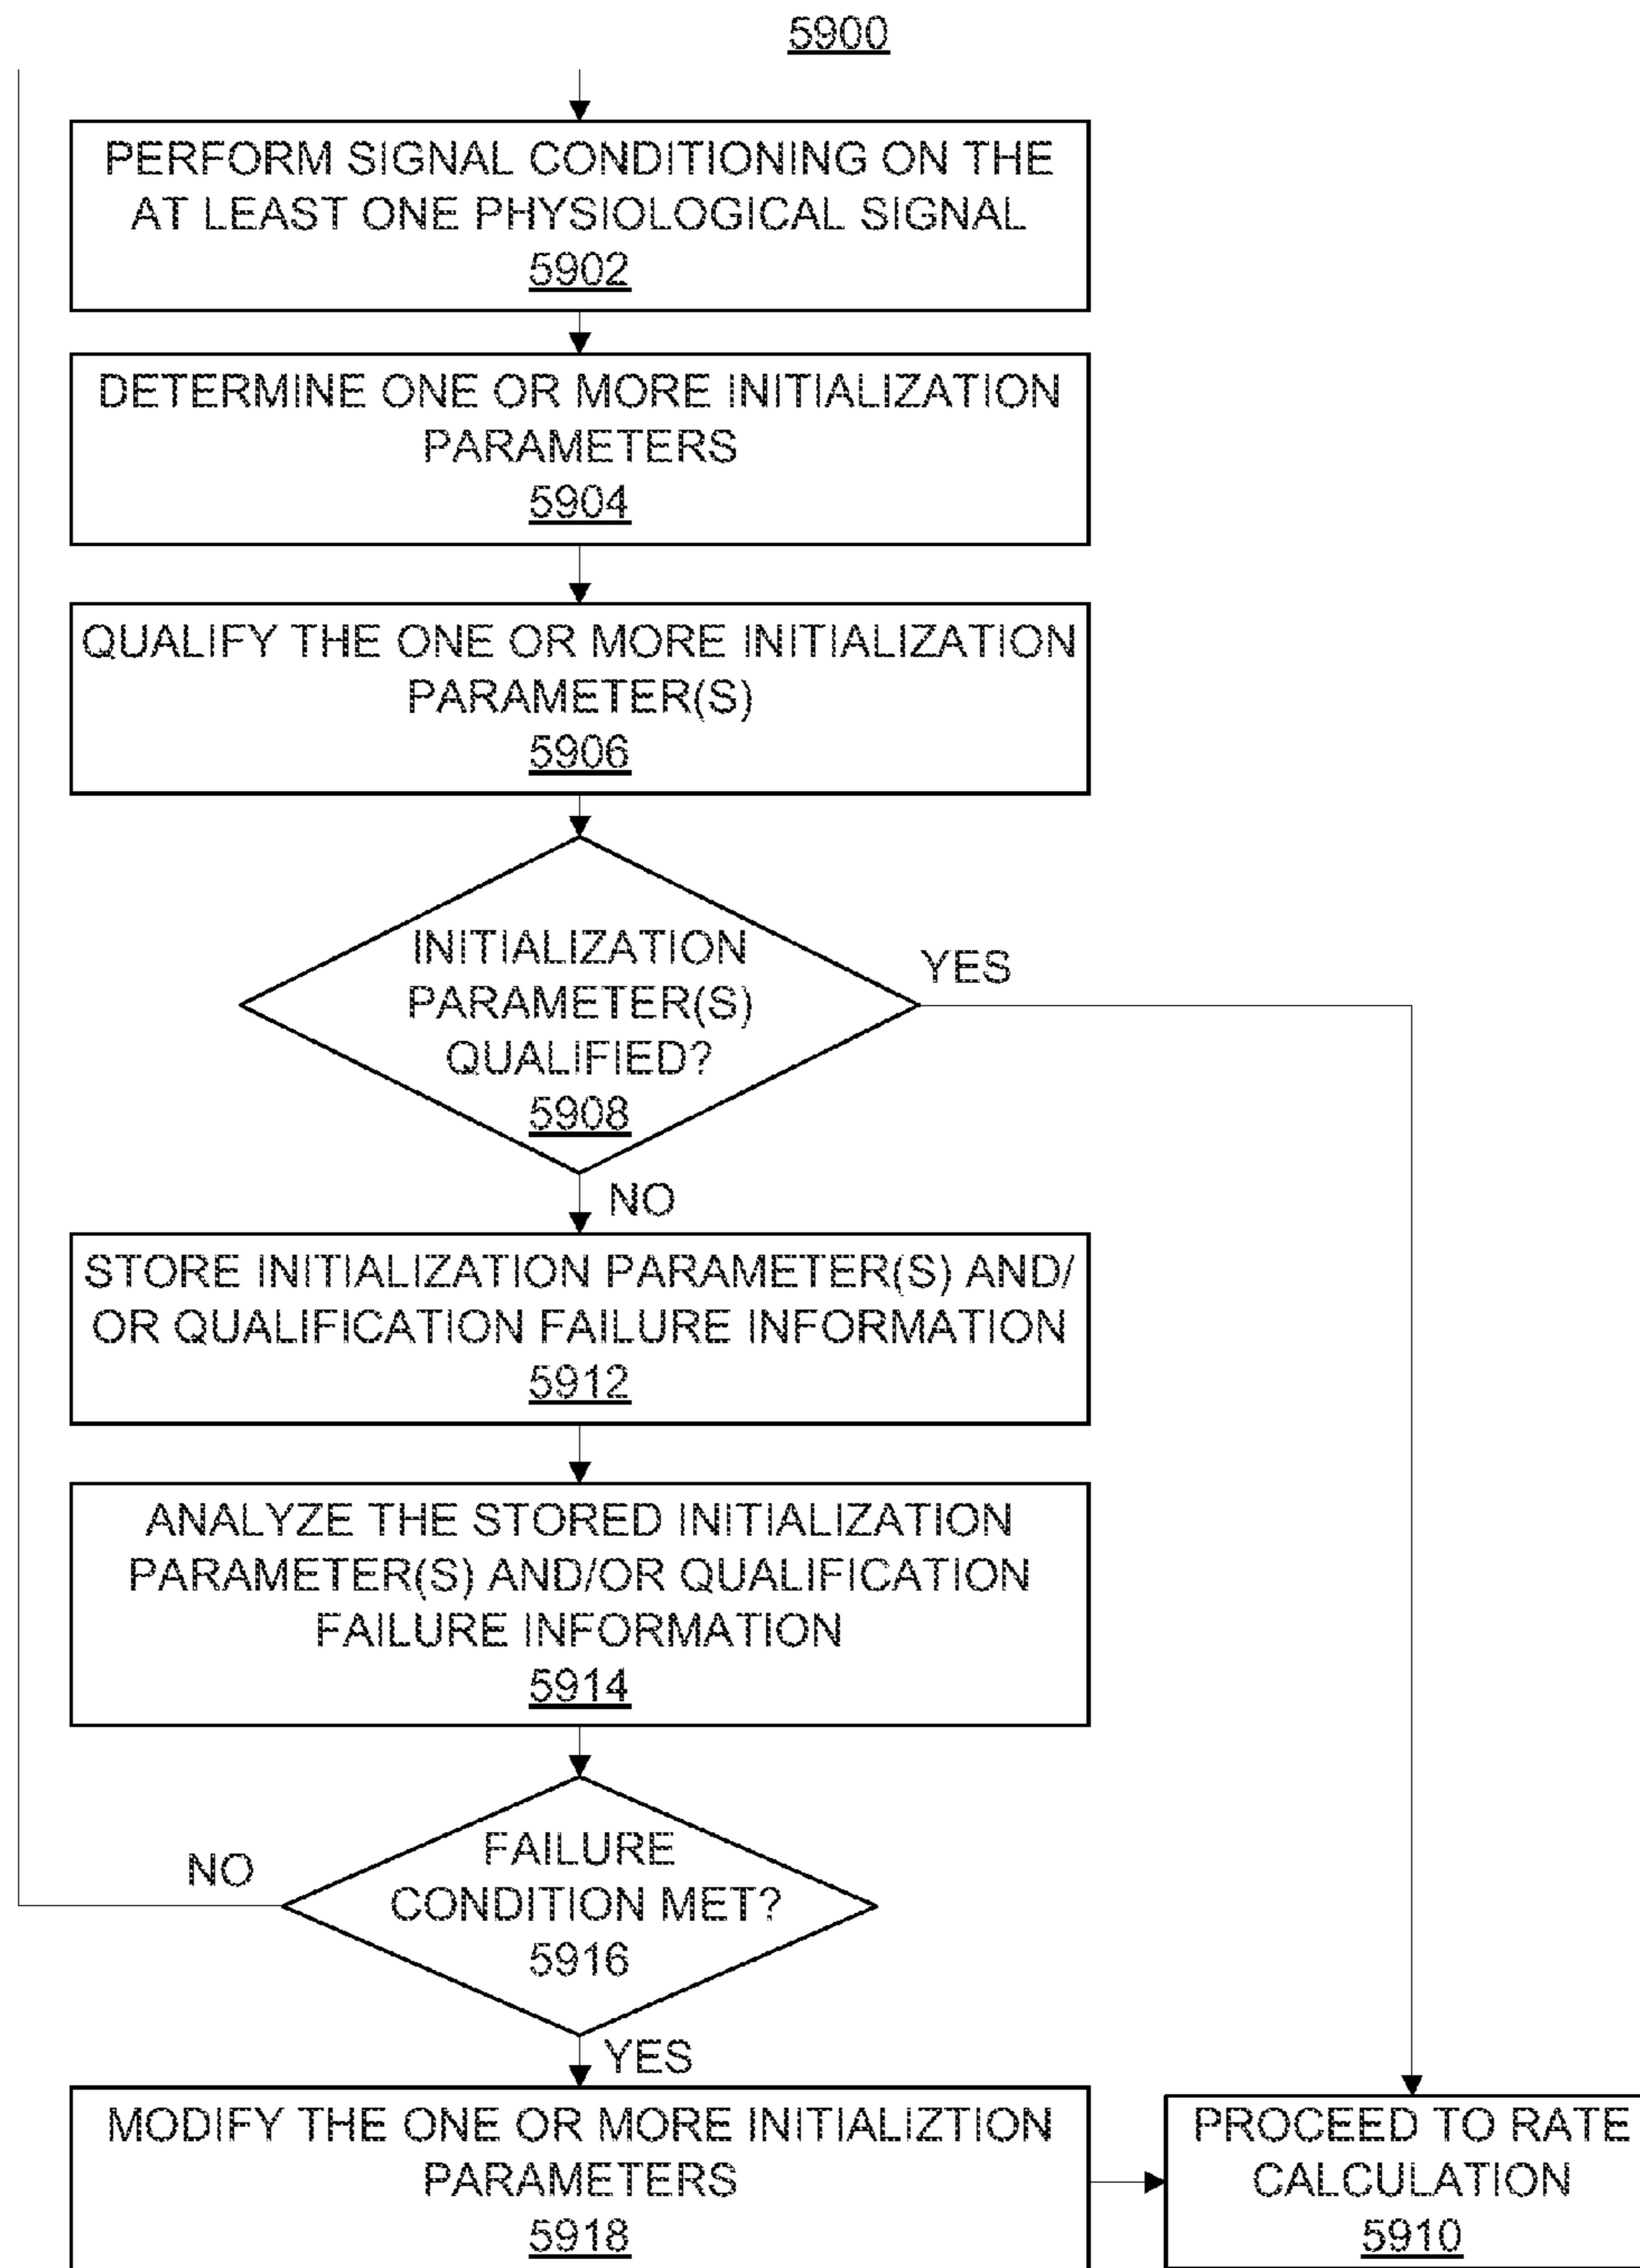 5900
PERFORM SIGNAL CONDITIONING ON THE
AT LEAST ONE PHYSIOLOGICAL SIGNAL
5902
DETERMINE ONE OR MORE INITIALIZATION
PARAMETERS
5904
QUALIFY THE ONE OR MORE INITIALIZATION
PARAMETER(S)
5906
INITIALIZATION
PARAMETER(S)
QUALIFIED?
5908
YES
NO
STORE INITIALIZATION PARAMETER(S) AND/
OR QUALIFICATION FAILURE INFORMATION
5912
ANALYZE THE STORED INITIALIZATION
PARAMETER(S) AND/OR QUALIFICATION
FAILURE INFORMATION
5914
NO
FAILURE
CONDITION MET?
5916
YES
MODIFY THE ONE OR MORE INITIALIZTION
PARAMETERS
5918
PROCEED TO RATE
CALCULATION
5910